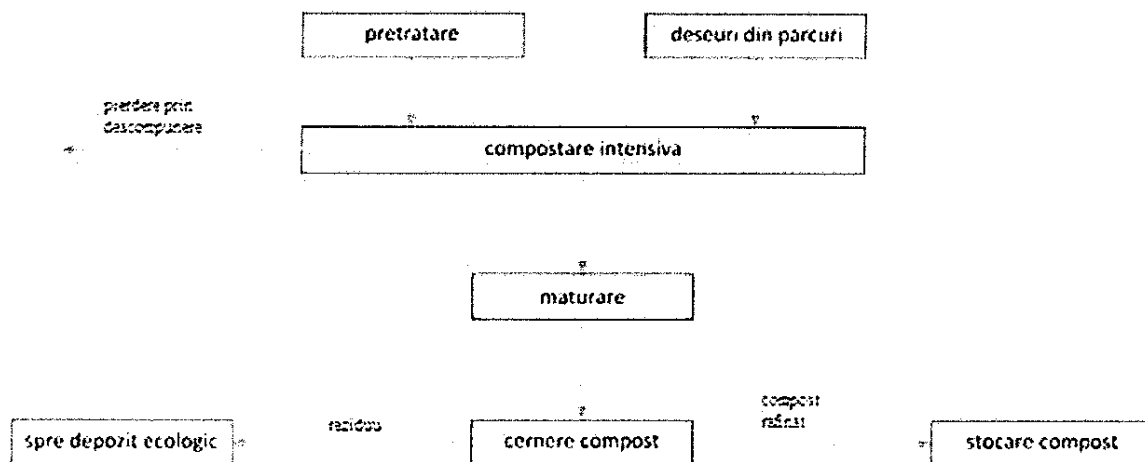 pretratare
deseuri din parcuri
prerdere prin
descompunere
compostare intensiva
maturare
spre depozit ecologic
reziduu
cernere compost
compost
rafinat
stocare compost